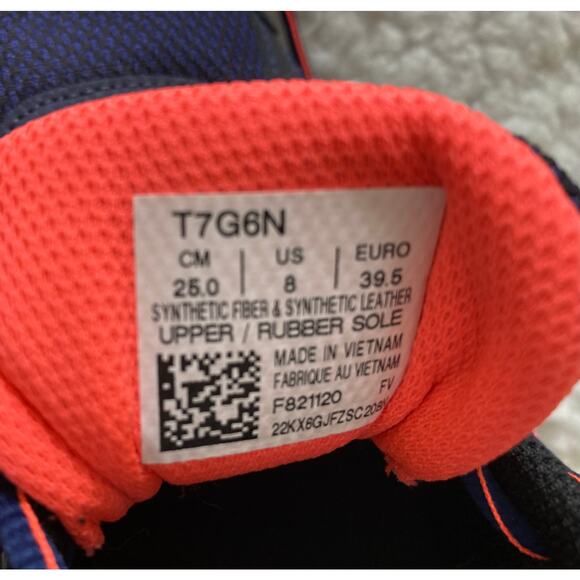 T7G6N
CM | US | EURO
25.0 | 8 | 39.5
SYNTHETIC FIBER & SYNTHETIC LEATHER
UPPER / RUBBER SOLE
MADE IN VIETNAM
FABRIQUE AU VIETNAM
F821120 FV